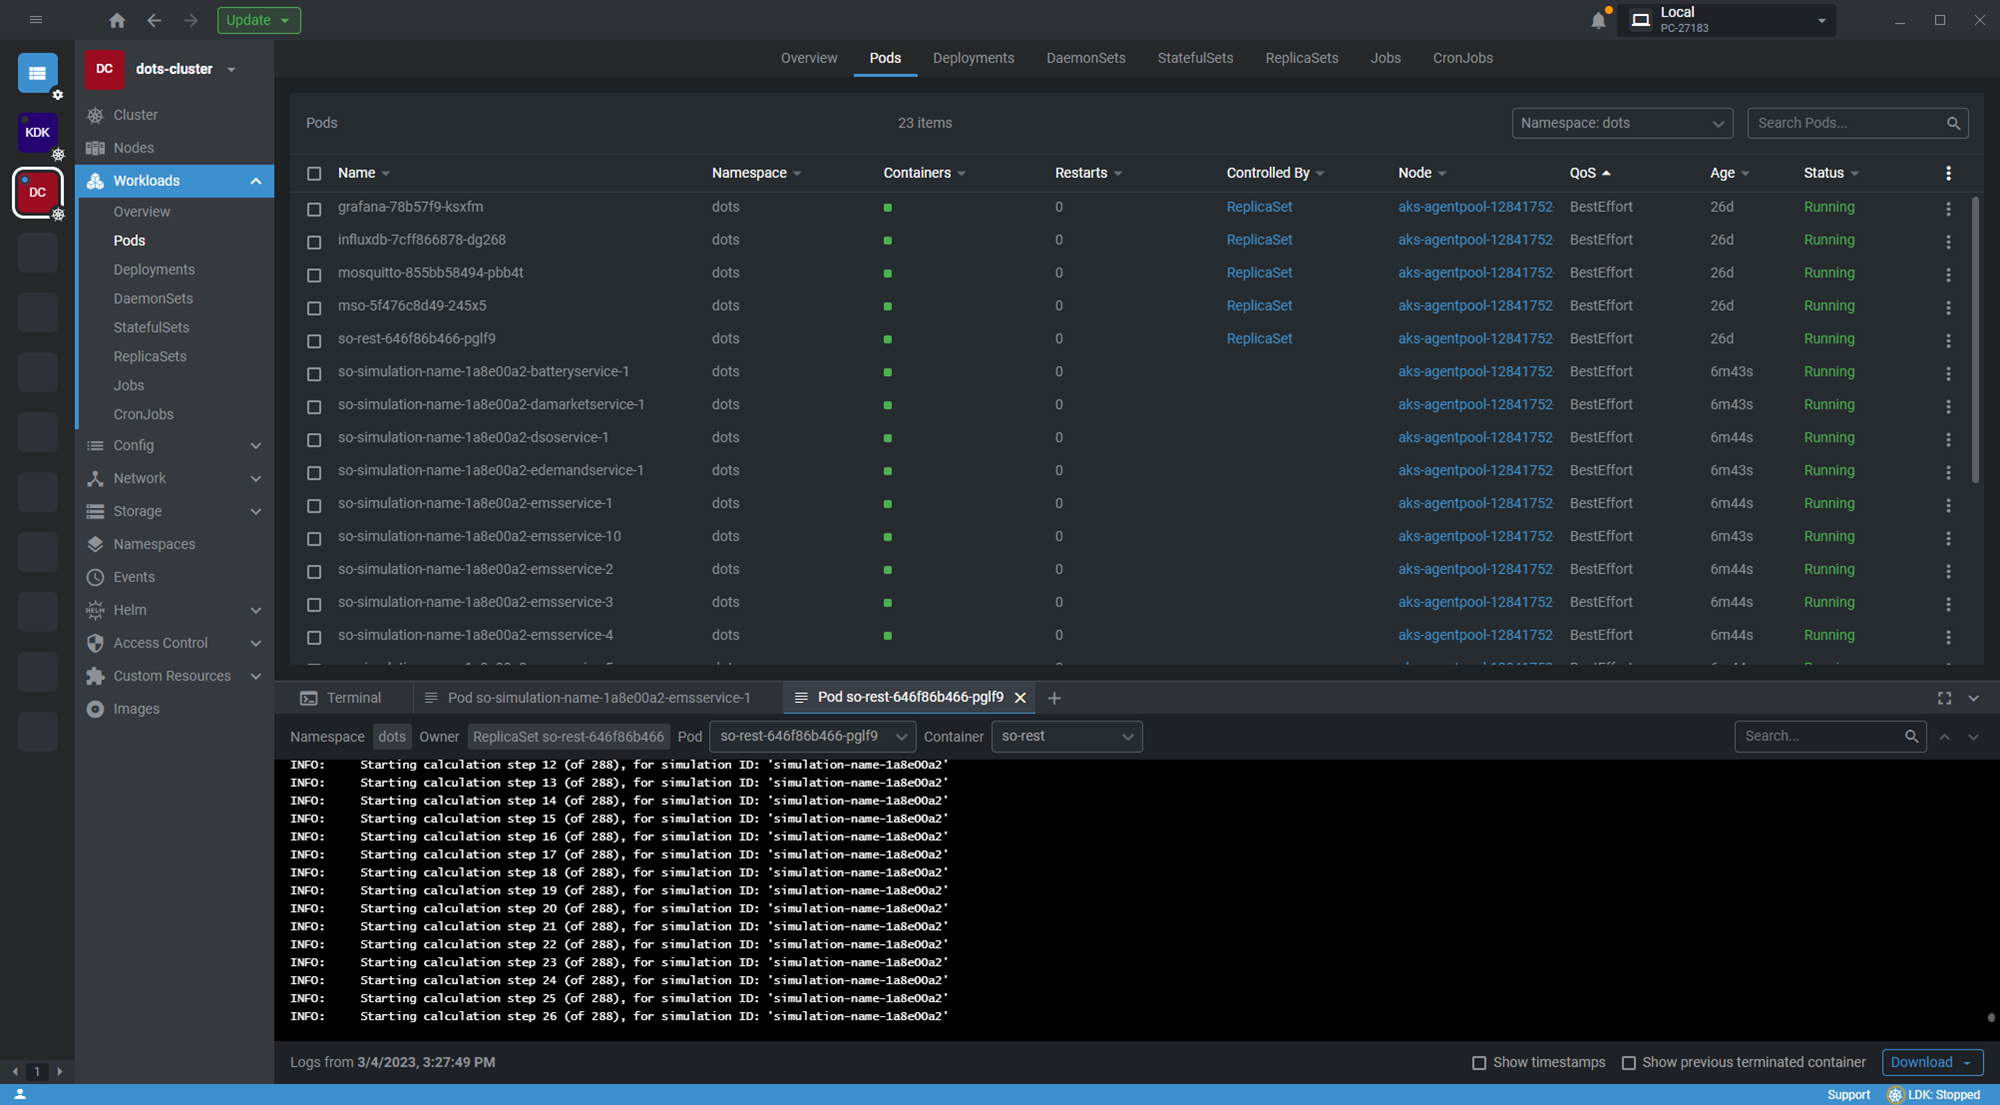 Update
Local
PC-27183
DC
dots-cluster
KDK
DC
Cluster
Nodes
Workloads
Overview
Pods
Deployments
DaemonSets
StatefulSets
ReplicaSets
Jobs
CronJobs
Config
Network
Storage
Namespaces
Events
Helm
Access Control
Custom Resources
Images
1
Overview Pods Deployments DaemonSets StatefulSets ReplicaSets Jobs CronJobs
Pods 23 items Namespace: dots Search Pods...
Name Namespace Containers Restarts Controlled By Node QoS Age Status
grafana-78b57f9-ksxfm dots 0 ReplicaSet aks-agentpool-12841752- BestEffort 26d Running
influxdb-7cff866878-dg268 dots 0 ReplicaSet aks-agentpool-12841752- BestEffort 26d Running
mosquitto-855bb58494-pbb4t dots 0 ReplicaSet aks-agentpool-12841752- BestEffort 26d Running
mso-5f476c8d49-245x5 dots 0 ReplicaSet aks-agentpool-12841752- BestEffort 26d Running
so-rest-646f86b466-pglf9 dots 0 ReplicaSet aks-agentpool-12841752- BestEffort 26d Running
so-simulation-name-1a8e00a2-batteryservice-1 dots 0 aks-agentpool-12841752- BestEffort 6m43s Running
so-simulation-name-1a8e00a2-damarketservice-1 dots 0 aks-agentpool-12841752- BestEffort 6m43s Running
so-simulation-name-1a8e00a2-dsoservice-1 dots 0 aks-agentpool-12841752- BestEffort 6m44s Running
so-simulation-name-1a8e00a2-edemandservice-1 dots 0 aks-agentpool-12841752- BestEffort 6m43s Running
so-simulation-name-1a8e00a2-emsservice-1 dots 0 aks-agentpool-12841752- BestEffort 6m44s Running
so-simulation-name-1a8e00a2-emsservice-10 dots 0 aks-agentpool-12841752- BestEffort 6m43s Running
so-simulation-name-1a8e00a2-emsservice-2 dots 0 aks-agentpool-12841752- BestEffort 6m44s Running
so-simulation-name-1a8e00a2-emsservice-3 dots 0 aks-agentpool-12841752- BestEffort 6m44s Running
so-simulation-name-1a8e00a2-emsservice-4 dots 0 aks-agentpool-12841752- BestEffort 6m44s Running
Terminal Pod so-simulation-name-1a8e00a2-emsservice-1 Pod so-rest-646f86b466-pglf9
Namespace dots Owner ReplicaSet so-rest-646f86b466 Pod so-rest-646f86b466-pglf9 Container so-rest Search...
INFO: Starting calculation step 12 (of 288), for simulation ID: 'simulation-name-1a8e00a2'
INFO: Starting calculation step 13 (of 288), for simulation ID: 'simulation-name-1a8e00a2'
INFO: Starting calculation step 14 (of 288), for simulation ID: 'simulation-name-1a8e00a2'
INFO: Starting calculation step 15 (of 288), for simulation ID: 'simulation-name-1a8e00a2'
INFO: Starting calculation step 16 (of 288), for simulation ID: 'simulation-name-1a8e00a2'
INFO: Starting calculation step 17 (of 288), for simulation ID: 'simulation-name-1a8e00a2'
INFO: Starting calculation step 18 (of 288), for simulation ID: 'simulation-name-1a8e00a2'
INFO: Starting calculation step 19 (of 288), for simulation ID: 'simulation-name-1a8e00a2'
INFO: Starting calculation step 20 (of 288), for simulation ID: 'simulation-name-1a8e00a2'
INFO: Starting calculation step 21 (of 288), for simulation ID: 'simulation-name-1a8e00a2'
INFO: Starting calculation step 22 (of 288), for simulation ID: 'simulation-name-1a8e00a2'
INFO: Starting calculation step 23 (of 288), for simulation ID: 'simulation-name-1a8e00a2'
INFO: Starting calculation step 24 (of 288), for simulation ID: 'simulation-name-1a8e00a2'
INFO: Starting calculation step 25 (of 288), for simulation ID: 'simulation-name-1a8e00a2'
INFO: Starting calculation step 26 (of 288), for simulation ID: 'simulation-name-1a8e00a2'
Logs from 3/4/2023, 3:27:49 PM Show timestamps Show previous terminated container Download
Support LDK: Stopped